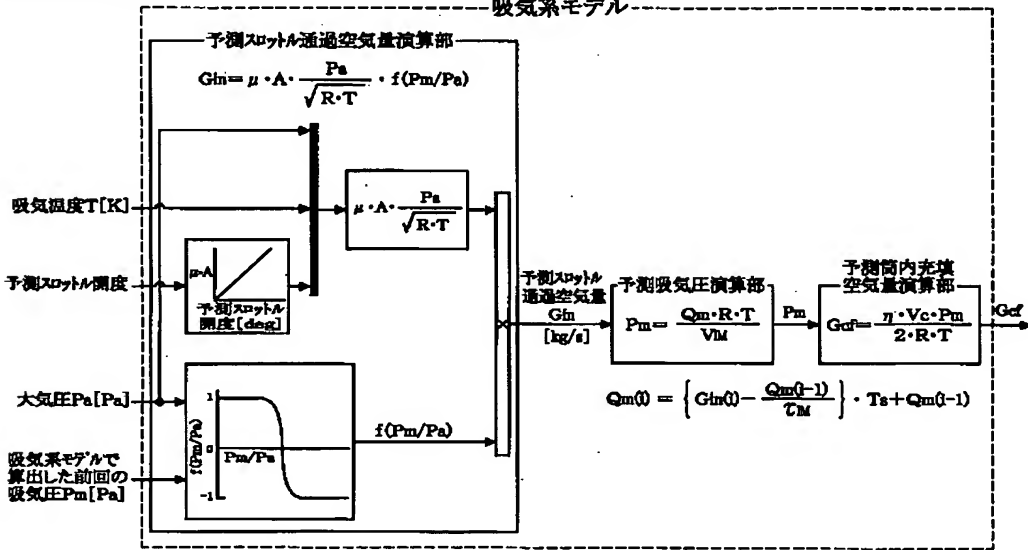 吸気系モデル
予測スロットル通過空気量演算部
Gin=μ・A・Pa/√R・T・f(Pm/Pa)
吸気温度T[K]
μ・A・Pa/√R・T
予測スロットル開度
μ・A
予測スロットル
開度[deg]
大気圧Pa[Pa]
吸気系モデルで
算出した前回の
吸気圧Pm[Pa]
f(Pm/Pa)
1
0
-1
Pm/Pa
f(Pm/Pa)
×
予測スロットル
通過空気量
Gin
[kg/s]
予測吸気圧演算部
Pm=Qm・R・T/VIM
Pm
予測筒内充填
空気量演算部
Gcf=η・Vc・Pm/2・R・T
Gcf
Qm(i) = {Gin(i)-Qm(i-1)/τIM}・Ts+Qm(i-1)